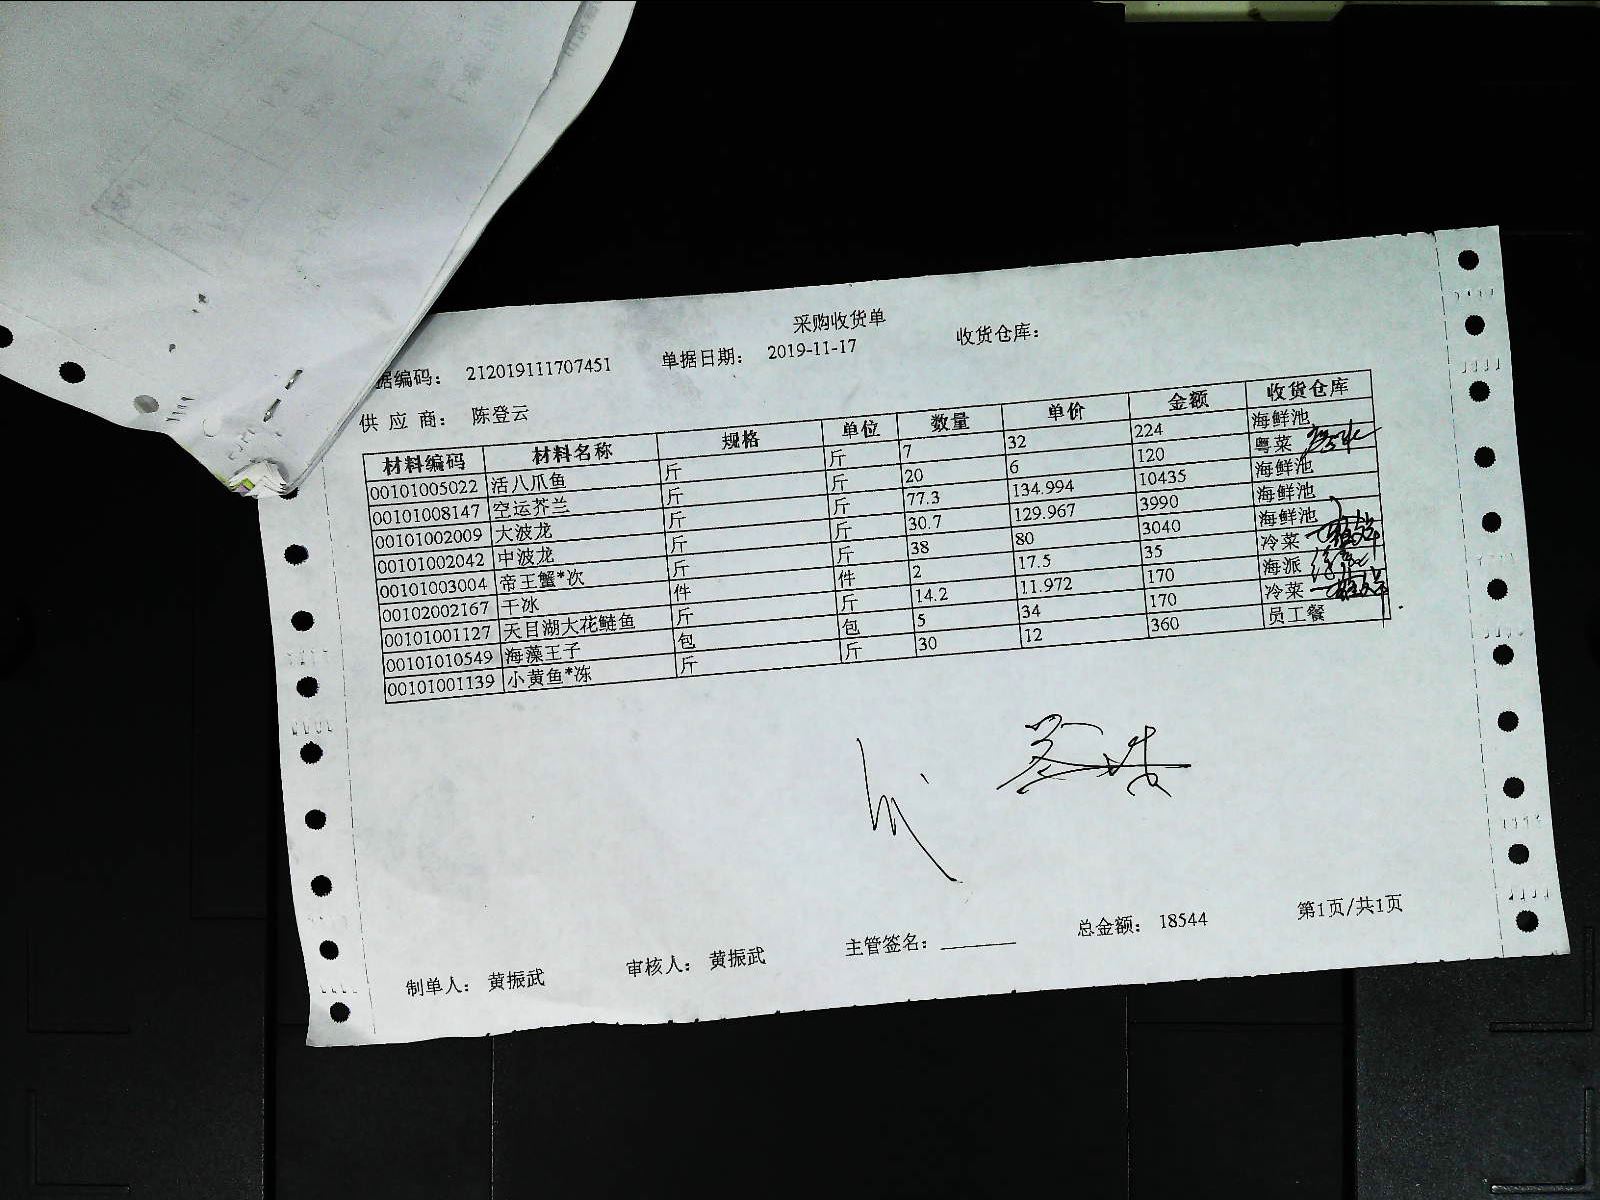 采购收货单
据编码: 212019111707451 单据日期: 2019-11-17 收货仓库:
供 应 商: 陈登云
材料编码 材料名称 规格 单位 数量 单价 金额 收货仓库
00101005022 活八爪鱼 斤 斤 7 32 224 海鲜池
00101008147 空运芥兰 斤 斤 20 6 120 粤菜
00101002009 大波龙 斤 斤 77.3 134.994 10435 海鲜池
00101002042 中波龙 斤 斤 30.7 129.967 3990 海鲜池
00101003004 帝王蟹*次 斤 斤 38 80 3040 海鲜池
00102002167 干冰 件 件 2 17.5 35 冷菜
00101001127 天目湖大花鲢鱼 斤 斤 14.2 11.972 170 海派
00101010549 海藻王子 包 包 5 34 170 冷菜
00101001139 小黄鱼*冻 斤 斤 30 12 360 员工餐
制单人: 黄振武 审核人: 黄振武 主管签名: 总金额: 18544 第1页/共1页